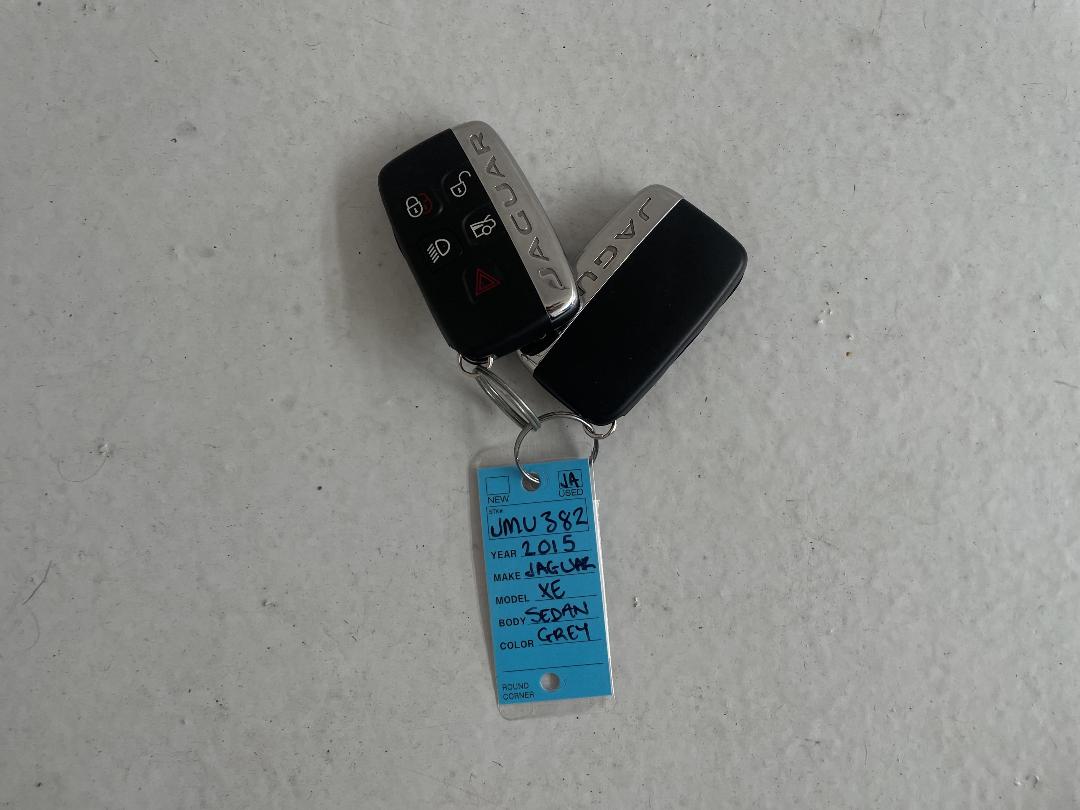 JAGUAR
JAGU
NEW
JA
USED
STK#
JMU382
YEAR 2015
MAKE JAGUAR
MODEL XE
BODY SEDAN
COLOR GREY
ROUND
CORNER